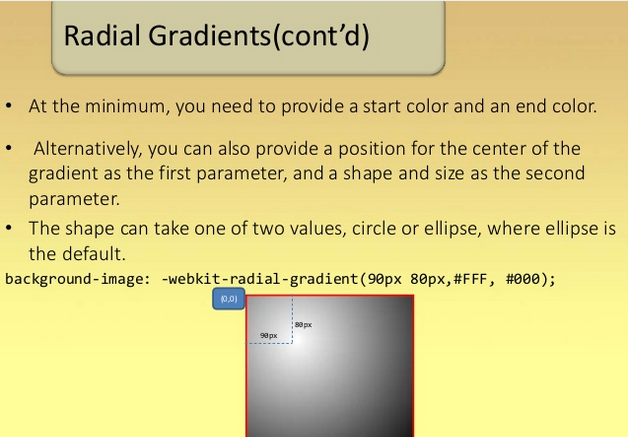 Radial Gradients(cont’d)
• At the minimum, you need to provide a start color and an end color.
• Alternatively, you can also provide a position for the center of the
gradient as the first parameter, and a shape and size as the second
parameter.
• The shape can take one of two values, circle or ellipse, where ellipse is
the default.
background-image: -webkit-radial-gradient(90px 80px,#FFF, #000);
(0,0)
80px
90px